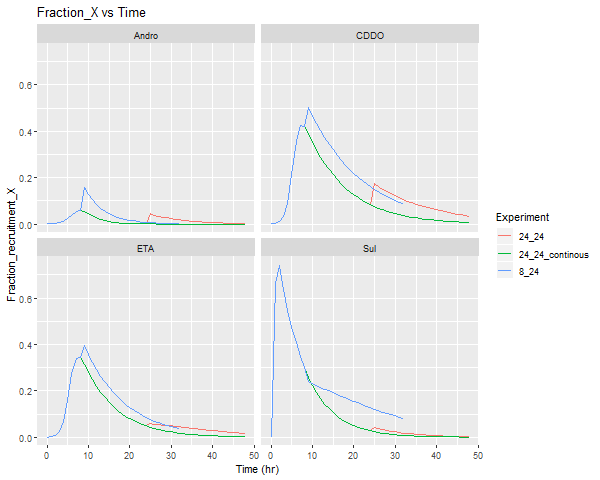 Fraction_X vs Time
Andro
CDDO
0.6
0.4
0.2
0.0
Fraction_recruitment_X
ETA
Sul
0.6
0.4
0.2
0.0
0 10 20 30 40 50 0 10 20 30 40 50
Time (hr)
Experiment
24_24
24_24_continous
8_24